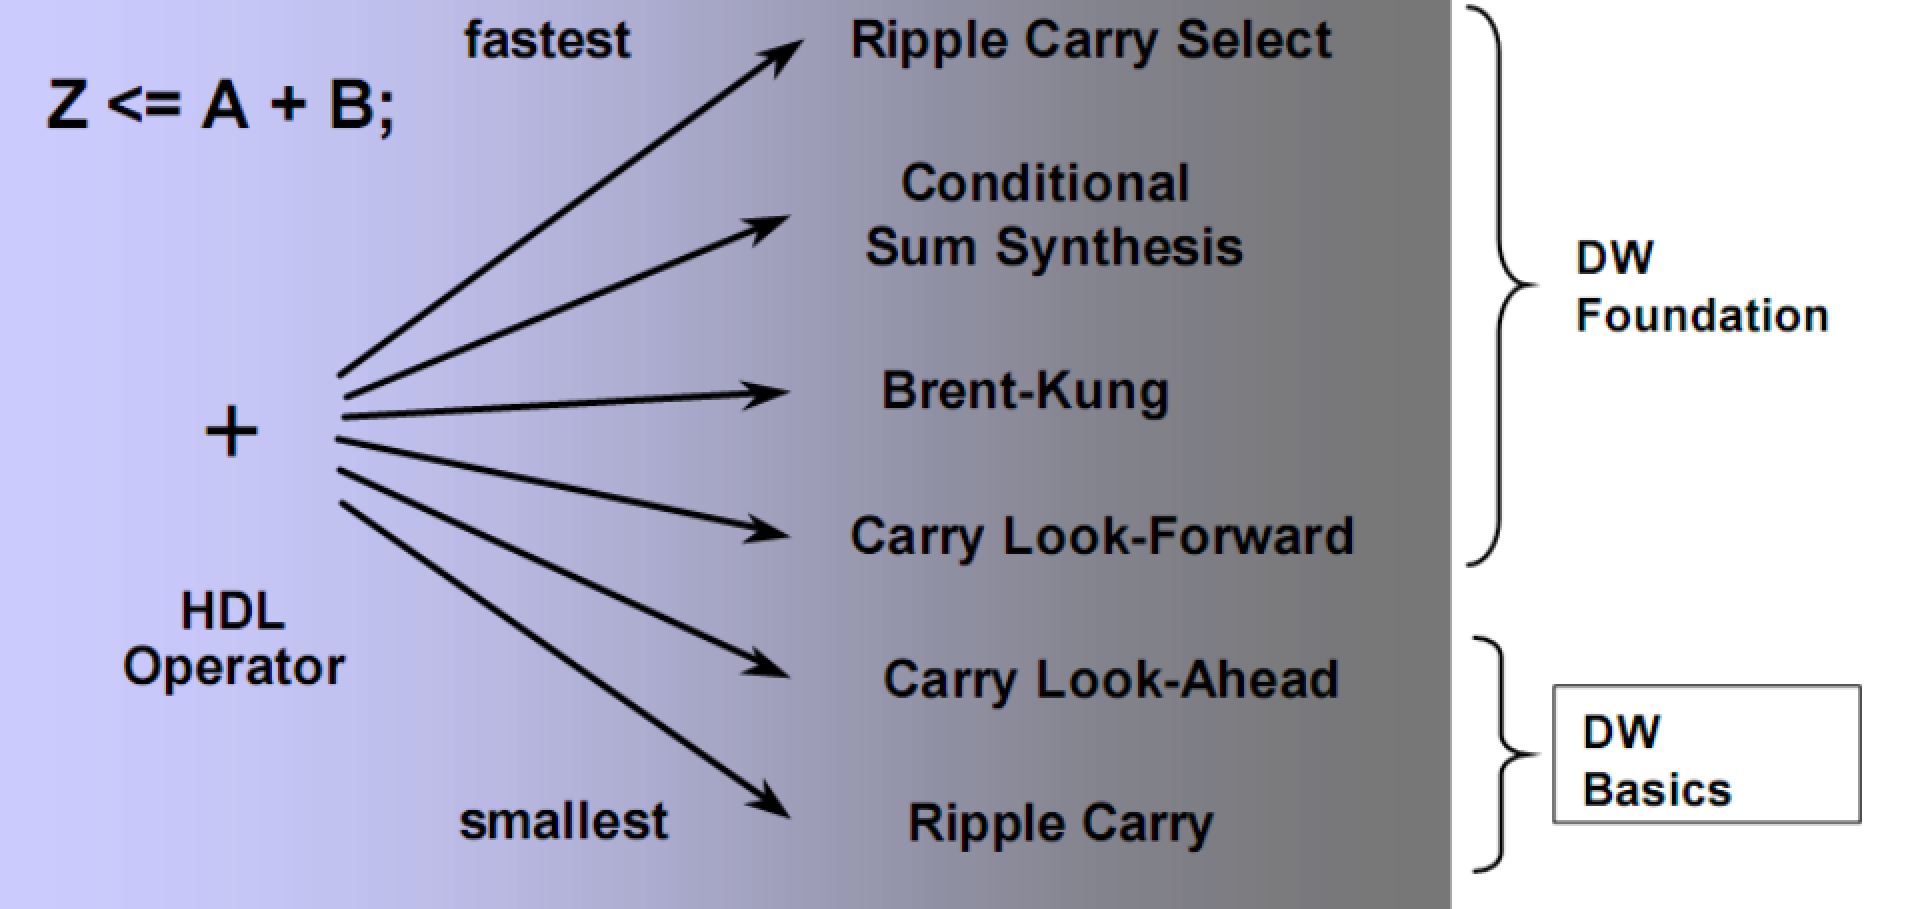 fastest
Ripple Carry Select
Z <= A + B;
Conditional
Sum Synthesis
DW
Foundation
Brent-Kung
+
Carry Look-Forward
HDL
Operator
Carry Look-Ahead
DW
Basics
smallest
Ripple Carry